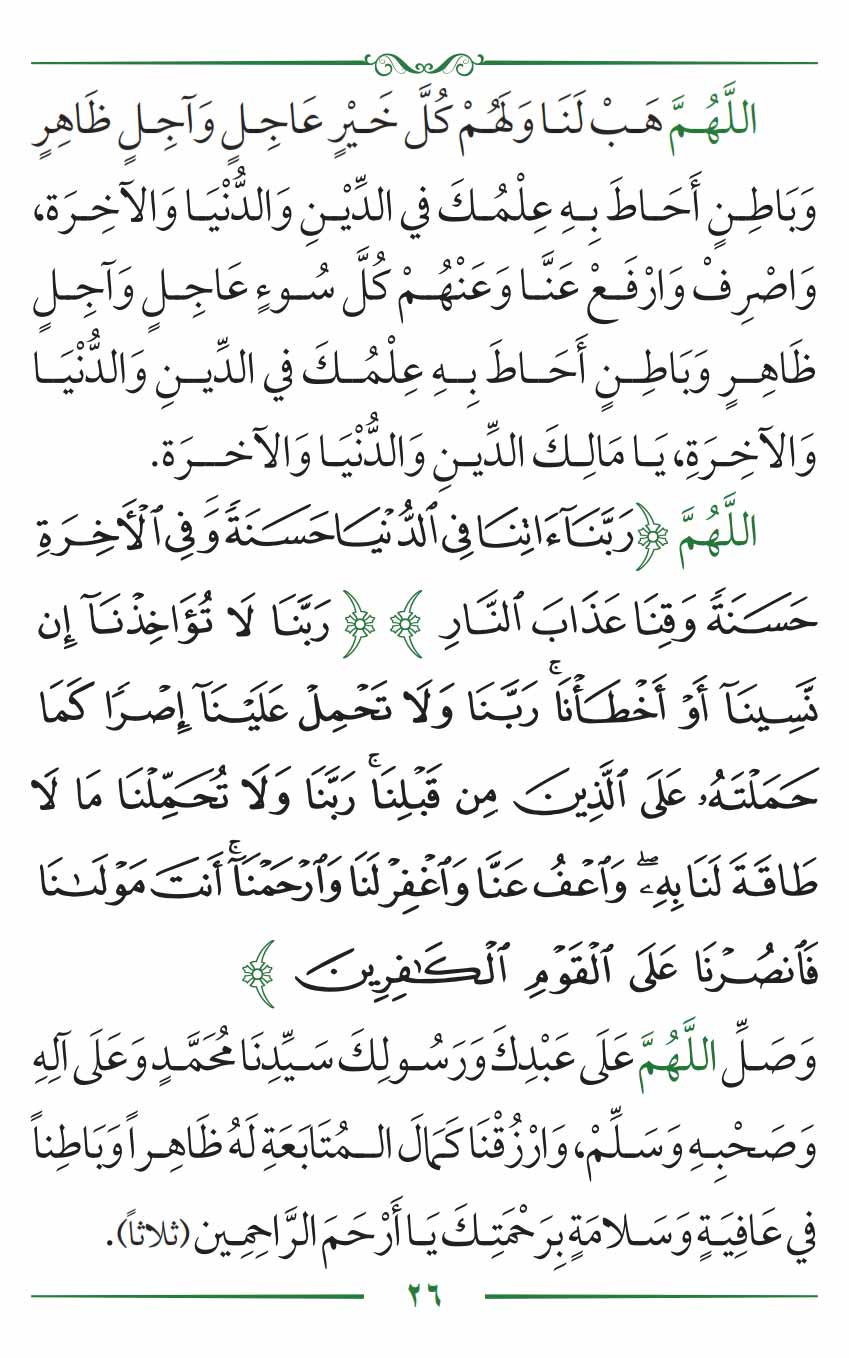 اللَّهُمَّ هَبْ لَنَا وَلَهُمْ كُلَّ خَيْرٍ عَاجِلٍ وَآجِلٍ ظَاهِرٍ
وَبَاطِنٍ أَحَاطَ بِهِ عِلْمُكَ فِي الدِّيْنِ وَالدُّنْيَا وَالآخِرَة،
وَاصْرِفْ وَارْفَعْ عَنَّا وَعَنْهُمْ كُلَّ سُوءٍ عَاجِلٍ وَآجِلٍ
ظَاهِرٍ وَبَاطِنٍ أَحَاطَ بِهِ عِلْمُكَ فِي الدِّينِ وَالدُّنْيَا
وَالآخِرَةِ، يَا مَالِكَ الدِّينِ وَالدُّنْيَا وَالآخرَة.
اللَّهُمَّ ﴿رَبَّنَآ ءَاتِنَا فِى ٱلدُّنْيَا حَسَنَةً وَفِى ٱلْأَخِرَةِ
حَسَنَةً وَقِنَا عَذَابَ ٱلنَّارِ ﴾ ﴿ رَبَّنَا لَا تُؤَاخِذْنَآ إِن
نَّسِينَآ أَوْ أَخْطَأْنَا ۚ رَبَّنَا وَلَا تَحْمِلْ عَلَيْنَآ إِصْرًا كَمَا
حَمَلْتَهُۥ عَلَى ٱلَّذِينَ مِن قَبْلِنَا ۚ رَبَّنَا وَلَا تُحَمِّلْنَا مَا لَا
طَاقَةَ لَنَا بِهِۦ ۖ وَٱعْفُ عَنَّا وَٱغْفِرْ لَنَا وَٱرْحَمْنَآ ۚ أَنتَ مَوْلَىٰنَا
فَٱنصُرْنَا عَلَى ٱلْقَوْمِ ٱلْكَٰفِرِينَ ﴾
وَصَلِّ اللَّهُمَّ عَلَى عَبْدِكَ وَرَسُولِكَ سَيِّدِنَا مُحَمَّدٍ وَعَلَى آلِهِ
وَصَحْبِهِ وَسَلِّمْ، وَارْزُقْنَا كَمَالَ الـمُتَابَعَةِ لَهُ ظَاهِراً وَبَاطِناً
فِي عَافِيَةٍ وَسَلامَةٍ بِرَحْمَتِكَ يَا أَرْحَمَ الرَّاحِمِين (ثلاثاً).
٢٦